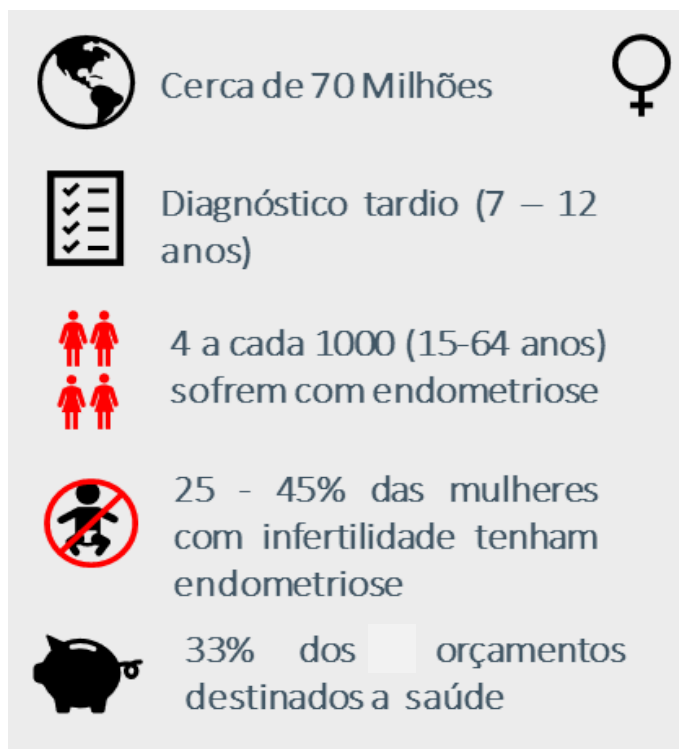 Cerca de 70 Milhões
Diagnóstico tardio (7 – 12
anos)
4 a cada 1000 (15-64 anos)
sofrem com endometriose
25 - 45% das mulheres
com infertilidade tenham
endometriose
33% dos orçamentos
destinados a saúde